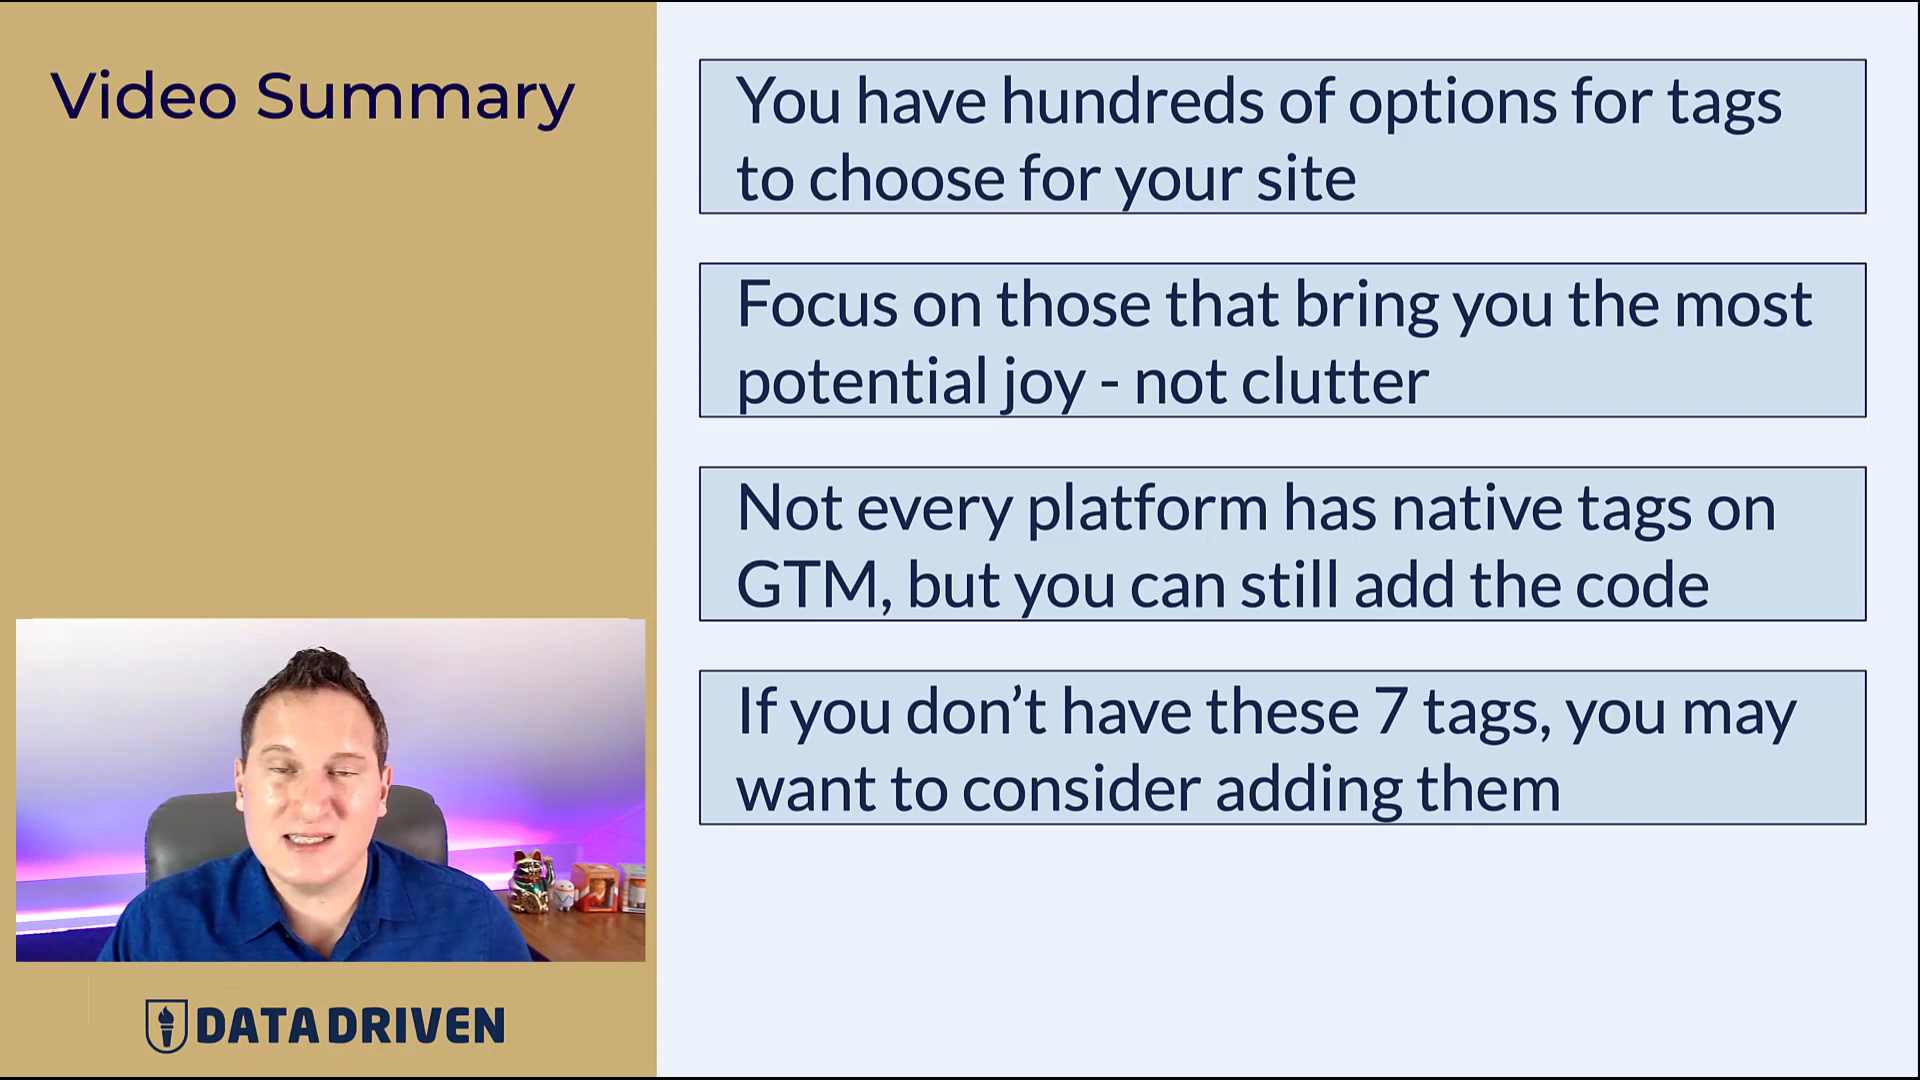 Video Summary
You have hundreds of options for tags
to choose for your site
Focus on those that bring you the most
potential joy - not clutter
Not every platform has native tags on
GTM, but you can still add the code
If you don’t have these 7 tags, you may
want to consider adding them
DATA DRIVEN